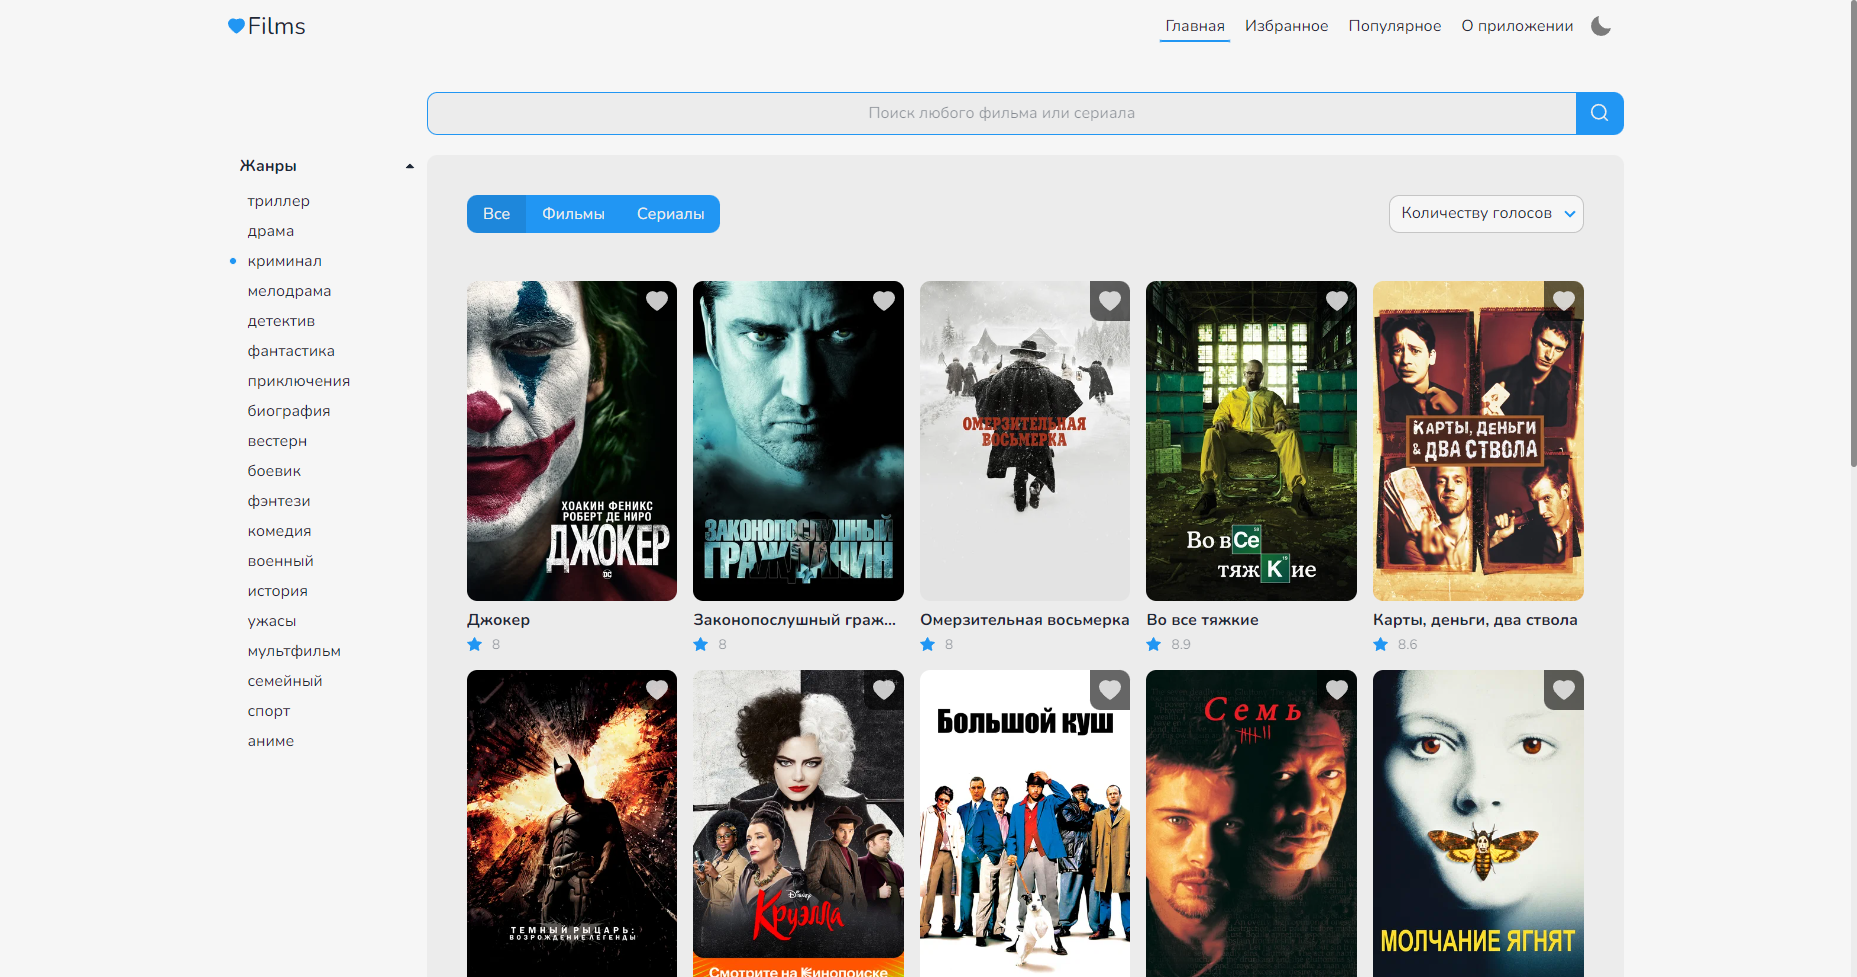 Films
Главная
Избранное
Популярное
О приложении
Поиск любого фильма или сериала
Жанры
триллер
драма
криминал
мелодрама
детектив
фантастика
приключения
биография
вестерн
боевик
фэнтези
комедия
военный
история
ужасы
мультфильм
семейный
спорт
аниме
Все
Фильмы
Сериалы
Количеству голосов
ХОАКИН ФЕНИКС
РОБЕРТ ДЕ НИРО
ДЖОКЕР
DC
ЗАКОНОПОСЛУШНЫЙ
ГРАЖДАНИН
ОМЕРЗИТЕЛЬНАЯ
ВОСЬМЕРКА
Во вСе
тяжКие
КАРТЫ, ДЕНЬГИ
& ДВА СТВОЛА
Джокер
8
Законопослушный граж...
8
Омерзительная восьмерка
8
Во все тяжкие
8.9
Карты, деньги, два ствола
8.6
ТЕМНЫЙ РЫЦАРЬ:
ВОЗРОЖДЕНИЕ ЛЕГЕНДЫ
Disney
Круэлла
Смотрите на Кинопоиске
Большой куш
Семь
МОЛЧАНИЕ ЯГНЯТ